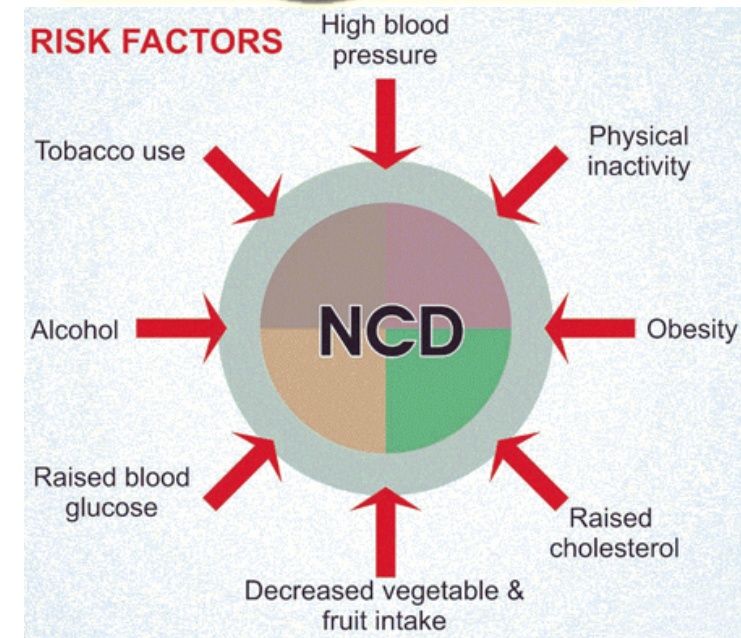 RISK FACTORS
High blood
pressure
Physical
inactivity
Tobacco use
NCD
Alcohol
Obesity
Raised blood
glucose
Raised
cholesterol
Decreased vegetable &
fruit intake